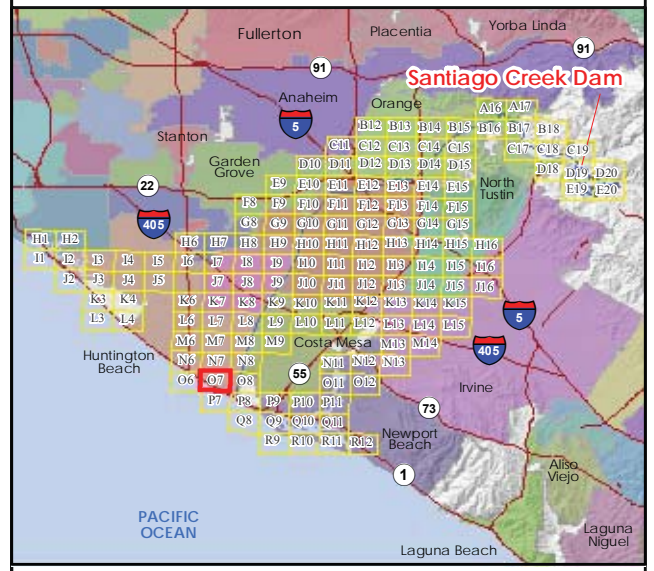 Yorba Linda
Fullerton
Placentia
91
91
Santiago Creek Dam
Anaheim
Orange
A16 A17
5
B12 B13 B14 B15 B16 B17 B18
Stanton
C11 C12 C13 C14 C15 C17 C18 C19
Garden
Grove
D10 D11 D12 D13 D14 D15 D18 D19 D20
22
E9 E10 E11 E12 E13 E14 E15 E19 E20
North
Tustin
F8 F9 F10 F11 F12 F13 F14 F15
405
G8 G9 G10 G11 G12 G13 G14 G15
H1 H2 H6 H7 H8 H9 H10 H11 H12 H13 H14 H15 H16
I1 I2 I3 I4 I5 I6 I7 I8 I9 I10 I11 I12 I13 I14 I15 I16
J2 J3 J4 J5 J7 J8 J9 J10 J11 J12 J13 J14 J15 J16
K3 K4 K6 K7 K8 K9 K10 K11 K12 K13 K14 K15
L3 L4 L6 L7 L8 L9 L10 L11 L12 L13 L14 L15
5
M6 M7 M8 M9 Costa Mesa M13 M14
405
Huntington
Beach
N6 N7 N8 N11 N12 N13
55
O6 O7 O8 O11 O12
Irvine
P7 P8 P9 P10 P11
73
Q8 Q9 Q10 Q11
Newport
Beach
R9 R10 R11 R12
1
Aliso
Viejo
PACIFIC
OCEAN
Laguna
Niguel
Laguna Beach